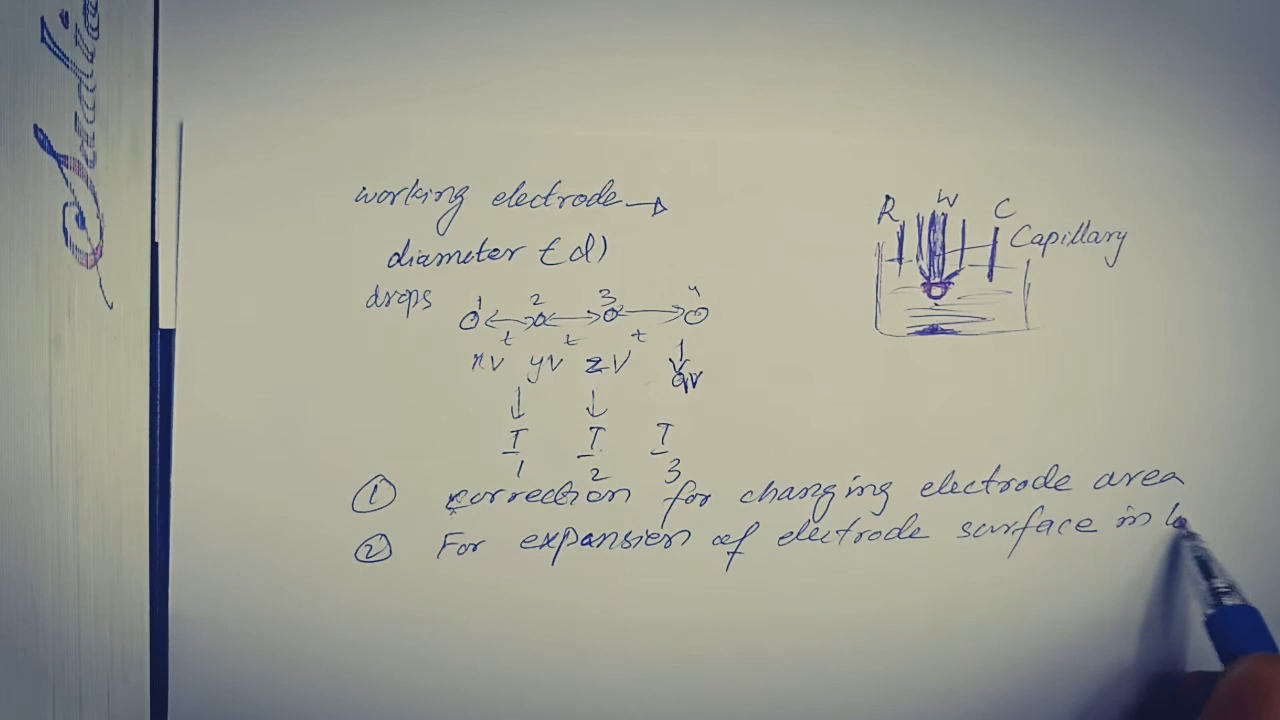 working electrode
R W C
diameter (d)
Capillary
drops
1 2 3 4
t t t
xV yV zV qV
I I I
1 2 3
① correction for changing electrode area
② For expansion of electrode surface in